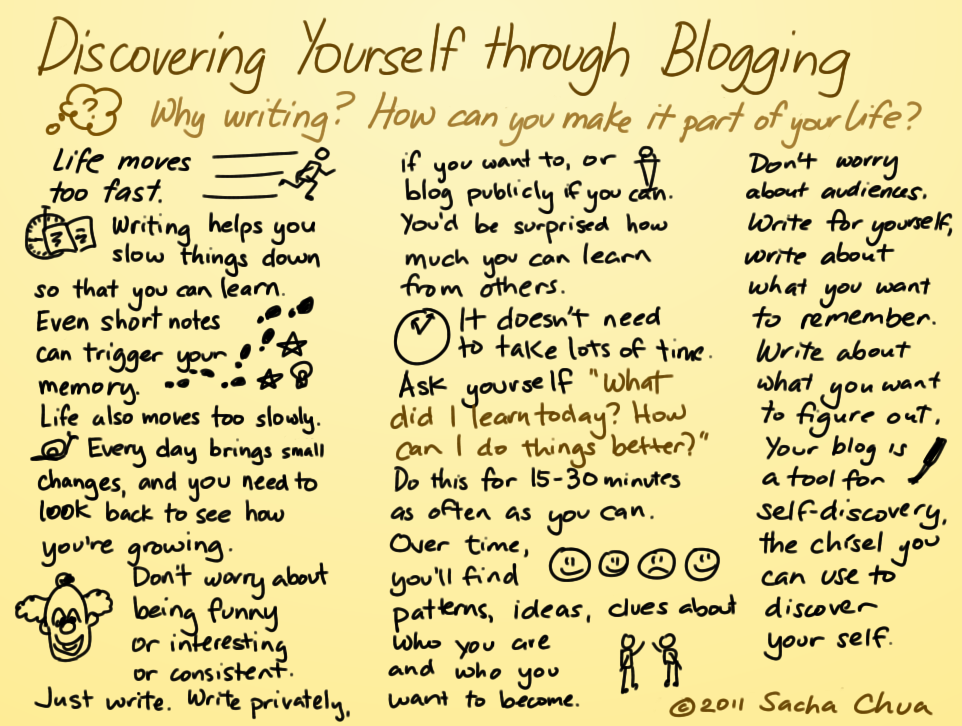 Discovering Yourself through Blogging
? Why writing? How can you make it part of your life?
Life moves
too fast.
Writing helps you
slow things down
so that you can learn.
Even short notes
can trigger your
memory.
Life also moves too slowly.
Every day brings small
changes, and you need to
look back to see how
you're growing.
Don't worry about
being funny
or interesting
or consistent.
Just write. Write privately,
if you want to, or
blog publicly if you can.
You'd be surprised how
much you can learn
from others.
It doesn't need
to take lots of time.
Ask yourself "What
did I learn today? How
can I do things better?"
Do this for 15-30 minutes
as often as you can.
Over time,
you'll find
patterns, ideas, clues about
who you are
and who you
want to become.
Don't worry
about audiences.
Write for yourself,
write about
what you want
to remember.
Write about
what you want
to figure out.
Your blog is
a tool for
self-discovery,
the chisel you
can use to
discover
your self.
© 2011 Sacha Chua